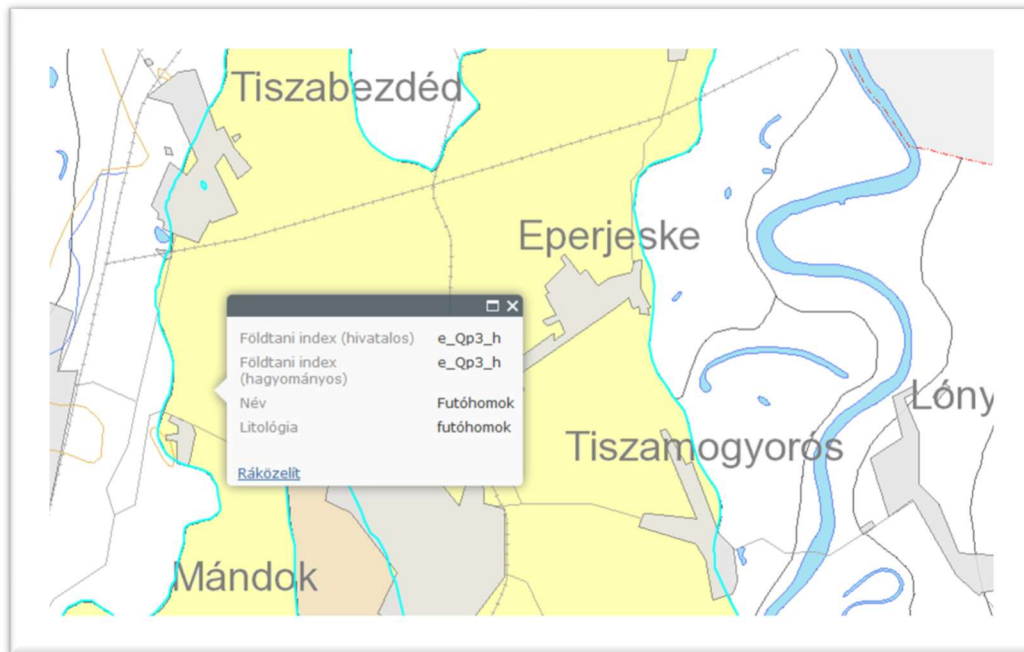 Tiszabezdéd
Eperjeske
Földtani index (hivatalos) e_Qp3_h
Földtani index e_Qp3_h
(hagyományos)
Név Futóhomok
Litológia futóhomok
Ráközelít
Lóny
Tiszamogyorós
Mándok